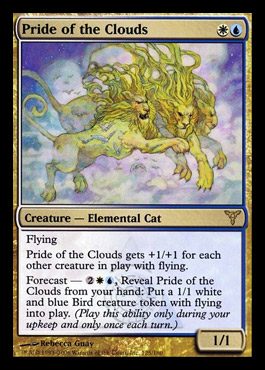 Pride of the Clouds
Creature — Elemental Cat
Flying
Pride of the Clouds gets +1/+1 for each
other creature in play with flying.
Forecast — 2, Reveal Pride of the
Clouds from your hand: Put a 1/1 white
and blue Bird creature token with flying
into play. (Play this ability only during your
upkeep and only once each turn.)
Rebecca Guay
1/1